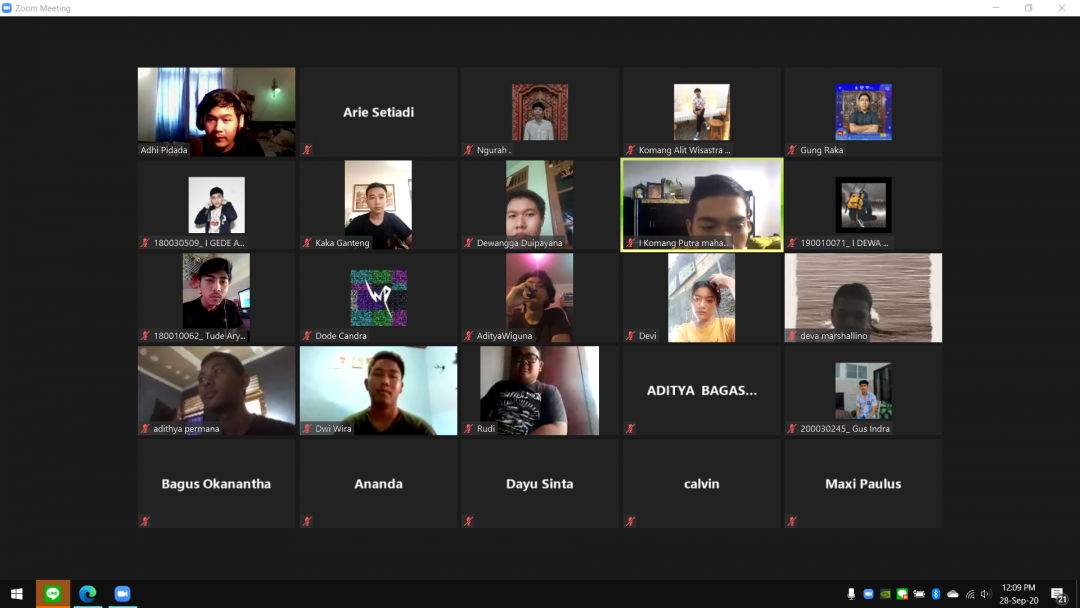 Zoom Meeting
Adhi Pidada
Arie Setiadi
Ngurah .
Komang Alit Wisastra ...
Gung Raka
180030509_ I GEDE A...
Kaka Ganteng
Dewangga Duipayana
I Komang Putra maha...
190010071_ I DEWA ...
180010062_ Tude Ary...
Dode Candra
AdityaWiguna
Devi
deva marshallino
adithya permana
Dwi Wira
Rudi
ADITYA BAGAS...
200030245_ Gus Indra
Bagus Okanantha
Ananda
Dayu Sinta
calvin
Maxi Paulus
12:09 PM
28-Sep-20
21